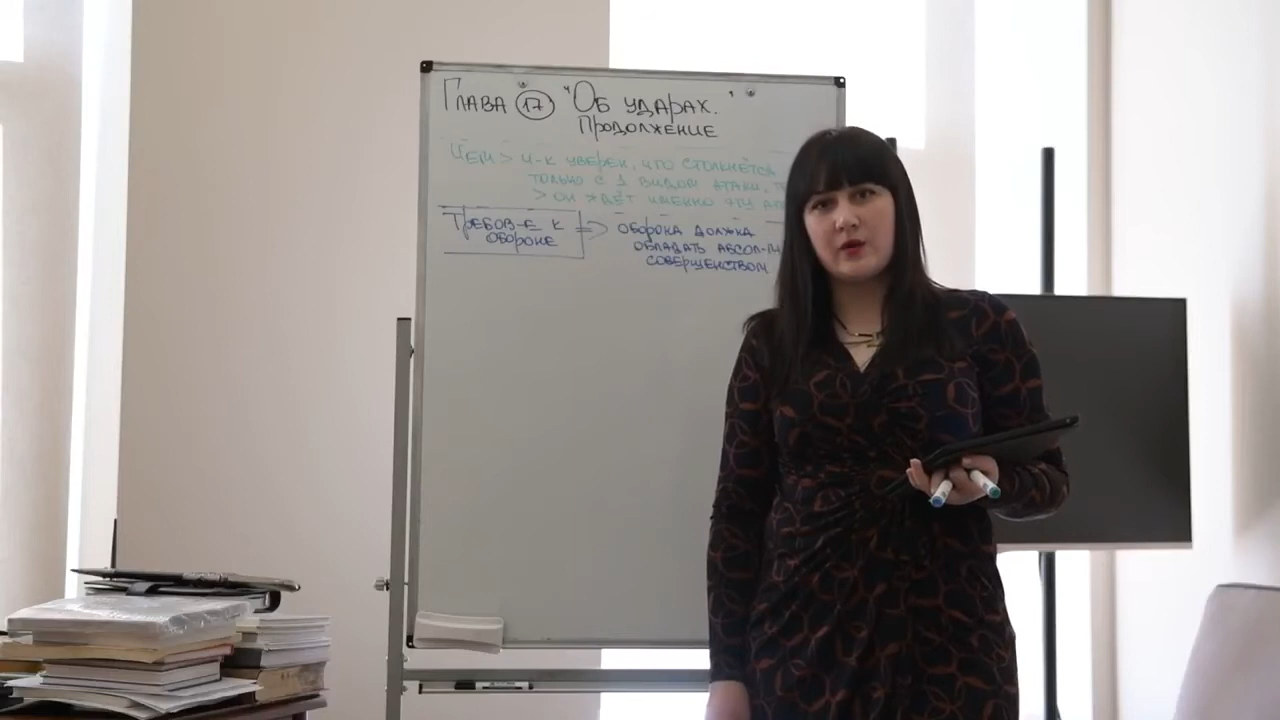 Глава 17 "Об ударах.
Продолжение
Чем > ч-к уверен, что столкнётся
только с 1 видом атаки,
> он > ждёт именно эту
Требов-е к
обороне
=> оборона должна
обладать абсол-
совершенством